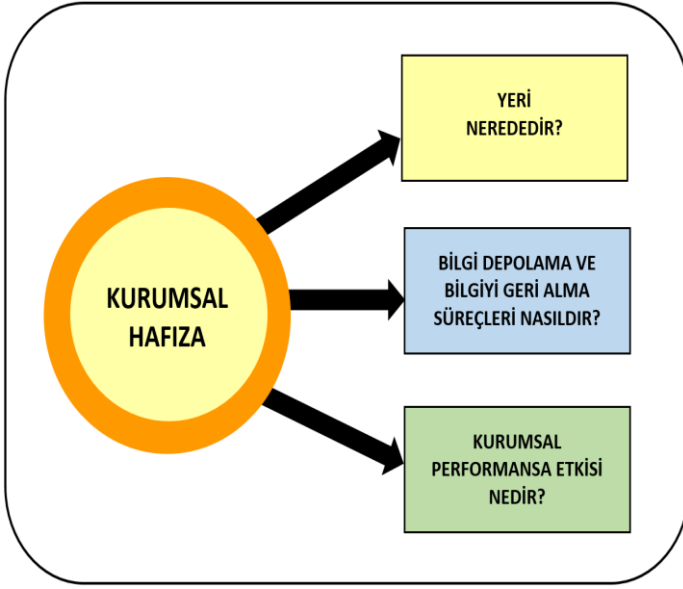 KURUMSAL
HAFIZA
YERİ
NEREDEDİR?
BİLGİ DEPOLAMA VE
BİLGİYİ GERİ ALMA
SÜREÇLERİ NASILDIR?
KURUMSAL
PERFORMANSA ETKİSİ
NEDİR?